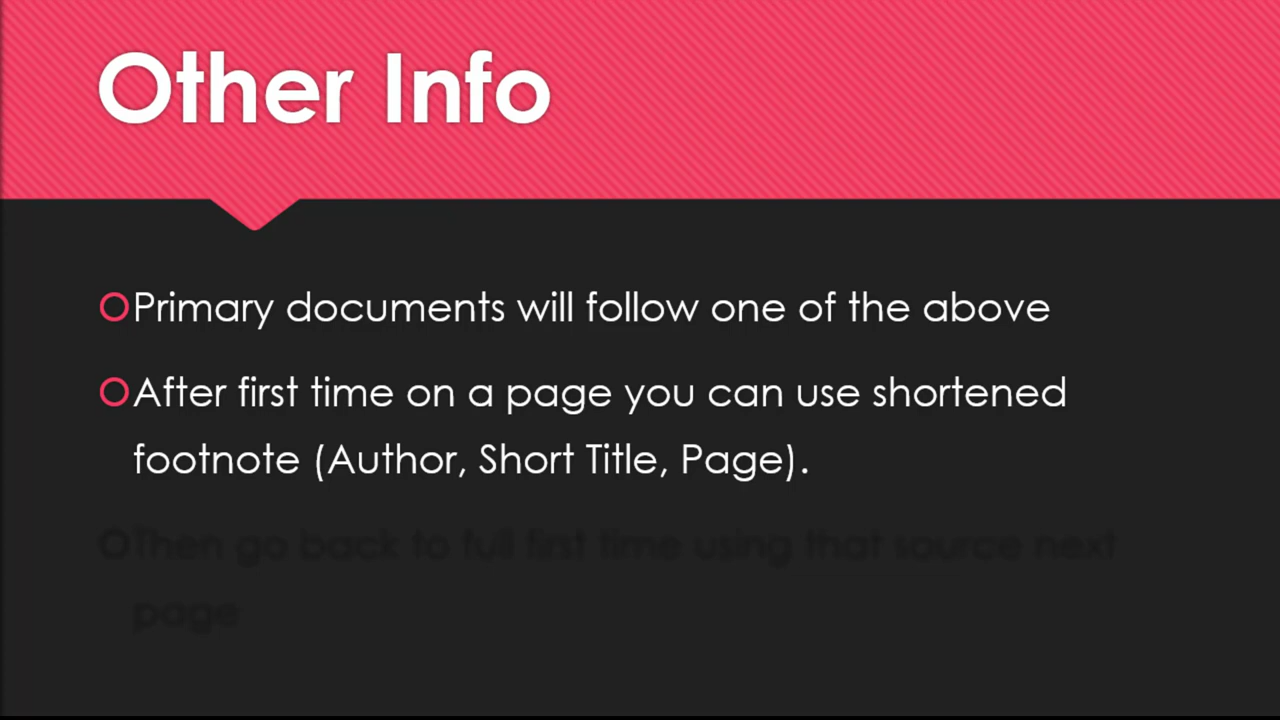 Other Info
Primary documents will follow one of the above
After first time on a page you can use shortened
footnote (Author, Short Title, Page).
Then go back to full first time using that source next
page